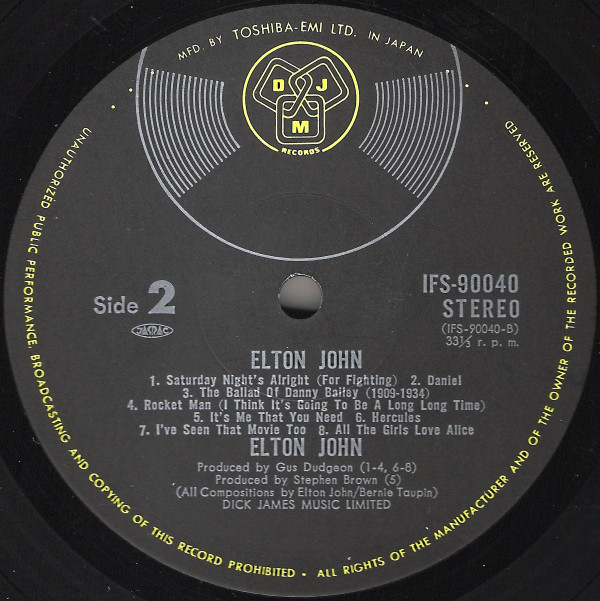 MFD. BY TOSHIBA-EMI LTD. IN JAPAN
D J
M
RECORDS
UNAUTHORIZED PUBLIC PERFORMANCE, BROADCASTING AND COPYING OF THIS RECORD PROHIBITED • ALL RIGHTS OF THE MANUFACTURER AND OF THE OWNER OF THE RECORDED WORK ARE RESERVED
Side 2
JASRAC
IFS-90040
STEREO
(IFS-90040-B)
33⅓ r. p. m.
ELTON JOHN
1. Saturday Night's Alright (For Fighting) 2. Daniel
3. The Ballad Of Danny Bailey (1909-1934)
4. Rocket Man (I Think It's Going To Be A Long Long Time)
5. It's Me That You Need 6. Hercules
7. I've Seen That Movie Too 8. All The Girls Love Alice
ELTON JOHN
Produced by Gus Dudgeon (1-4, 6-8)
Produced by Stephen Brown (5)
(All Compositions by Elton John/Bernie Taupin)
DICK JAMES MUSIC LIMITED